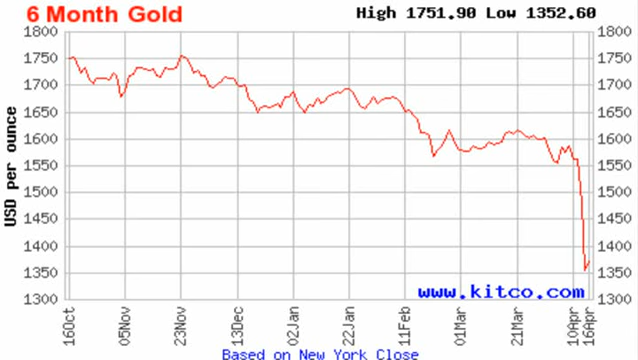 6 Month Gold
High 1751.90 Low 1352.60
USD per ounce
1800 1800
1750 1750
1700 1700
1650 1650
1600 1600
1550 1550
1500 1500
1450 1450
1400 1400
1350 1350
1300 1300
www.kitco.com
16Oct 05Nov 23Nov 13Dec 02Jan 22Jan 11Feb 01Mar 21Mar 10Apr 16Apr
Based on New York Close